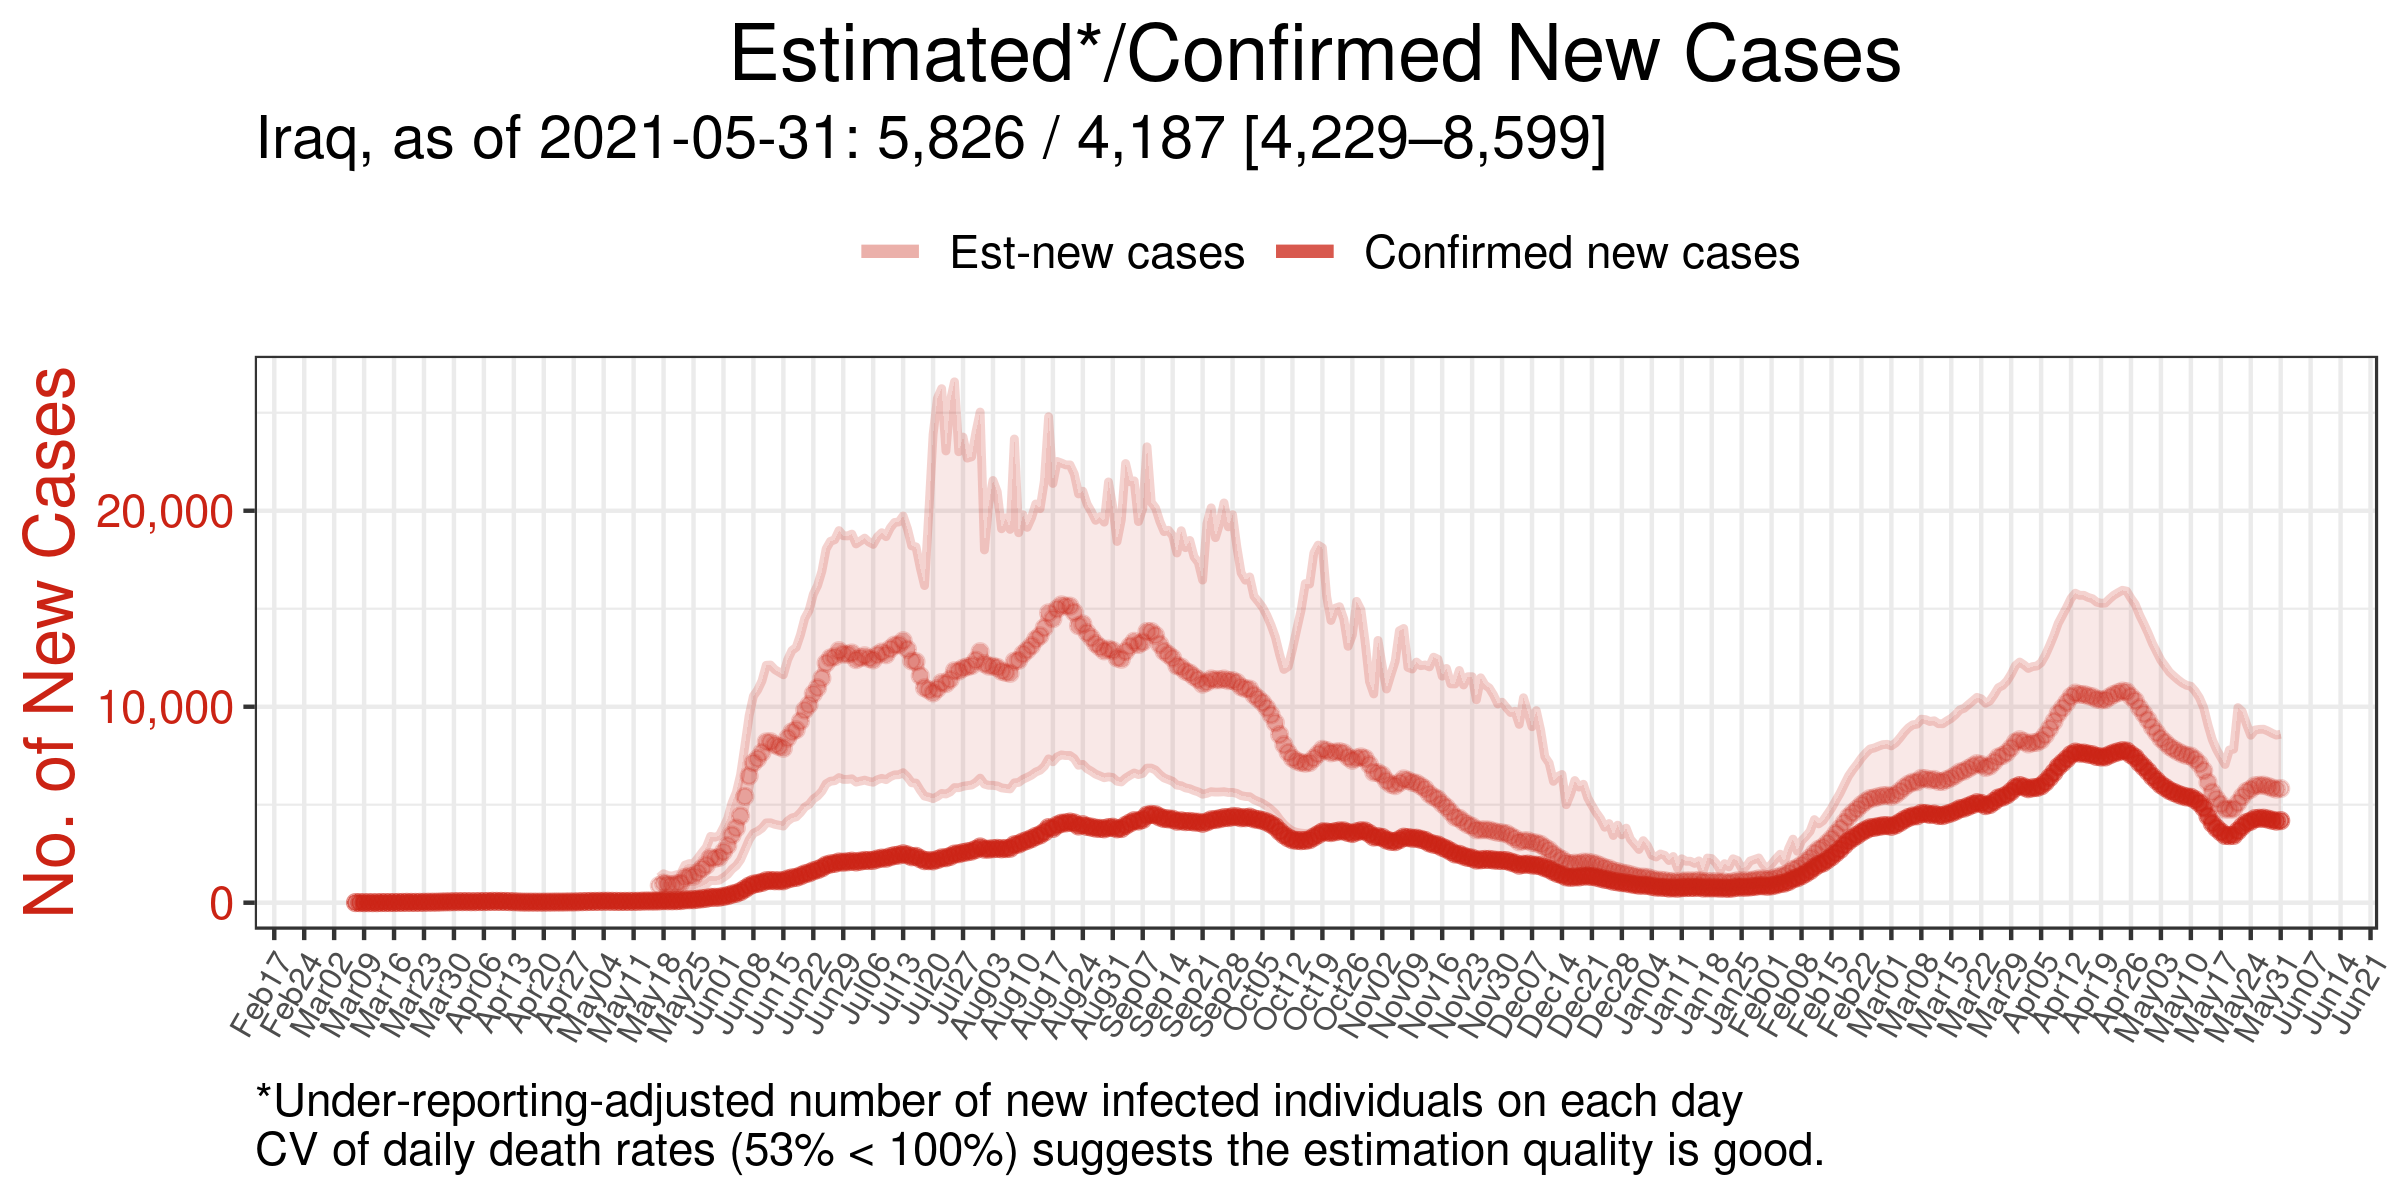 Estimated*/Confirmed New Cases
Iraq, as of 2021-05-31: 5,826 / 4,187 [4,229–8,599]
Est-new cases Confirmed new cases
No. of New Cases
20,000
10,000
0
Feb17 Feb24 Mar02 Mar09 Mar16 Mar23 Mar30 Apr06 Apr13 Apr20 Apr27 May04 May11 May18 May25 Jun01 Jun08 Jun15 Jun22 Jun29 Jul06 Jul13 Jul20 Jul27 Aug03 Aug10 Aug17 Aug24 Aug31 Sep07 Sep14 Sep21 Sep28 Oct05 Oct12 Oct19 Oct26 Nov02 Nov09 Nov16 Nov23 Nov30 Dec07 Dec14 Dec21 Dec28 Jan04 Jan11 Jan18 Jan25 Feb01 Feb08 Feb15 Feb22 Mar01 Mar08 Mar15 Mar22 Mar29 Apr05 Apr12 Apr19 Apr26 May03 May10 May17 May24 May31 Jun07 Jun14 Jun21
*Under-reporting-adjusted number of new infected individuals on each day
CV of daily death rates (53% < 100%) suggests the estimation quality is good.